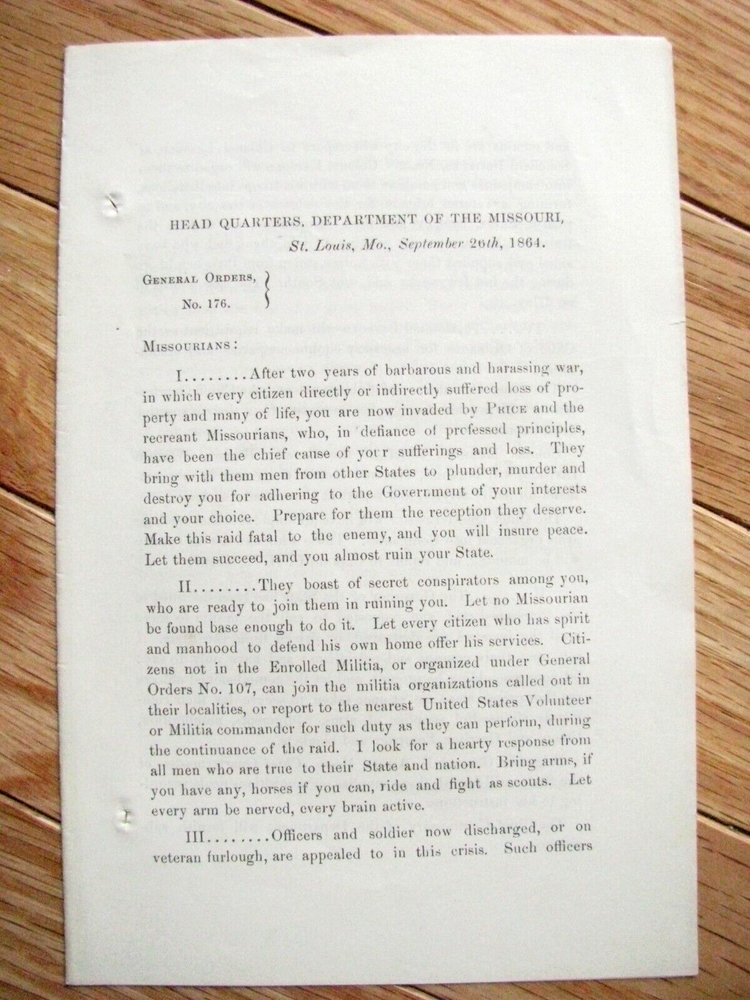 HEAD QUARTERS, DEPARTMENT OF THE MISSOURI,
St. Louis, Mo., September 26th, 1864.
GENERAL ORDERS, }
No. 176.
MISSOURIANS:
I........After two years of barbarous and harassing war,
in which every citizen directly or indirectly suffered loss of pro-
perty and many of life, you are now invaded by PRICE and the
recreant Missourians, who, in defiance of professed principles,
have been the chief cause of your sufferings and loss. They
bring with them men from other States to plunder, murder and
destroy you for adhering to the Government of your interests
and your choice. Prepare for them the reception they deserve.
Make this raid fatal to the enemy, and you will insure peace.
Let them succeed, and you almost ruin your State.
II........They boast of secret conspirators among you,
who are ready to join them in ruining you. Let no Missourian
be found base enough to do it. Let every citizen who has spirit
and manhood to defend his own home offer his services. Citi-
zens not in the Enrolled Militia, or organized under General
Orders No. 107, can join the militia organizations called out in
their localities, or report to the nearest United States Volunteer
or Militia commander for such duty as they can perform, during
the continuance of the raid. I look for a hearty response from
all men who are true to their State and nation. Bring arms, if
you have any, horses if you can, ride and fight as scouts. Let
every arm be nerved, every brain active.
III........Officers and soldier now discharged, or on
veteran furlough, are appealed to in this crisis. Such officers